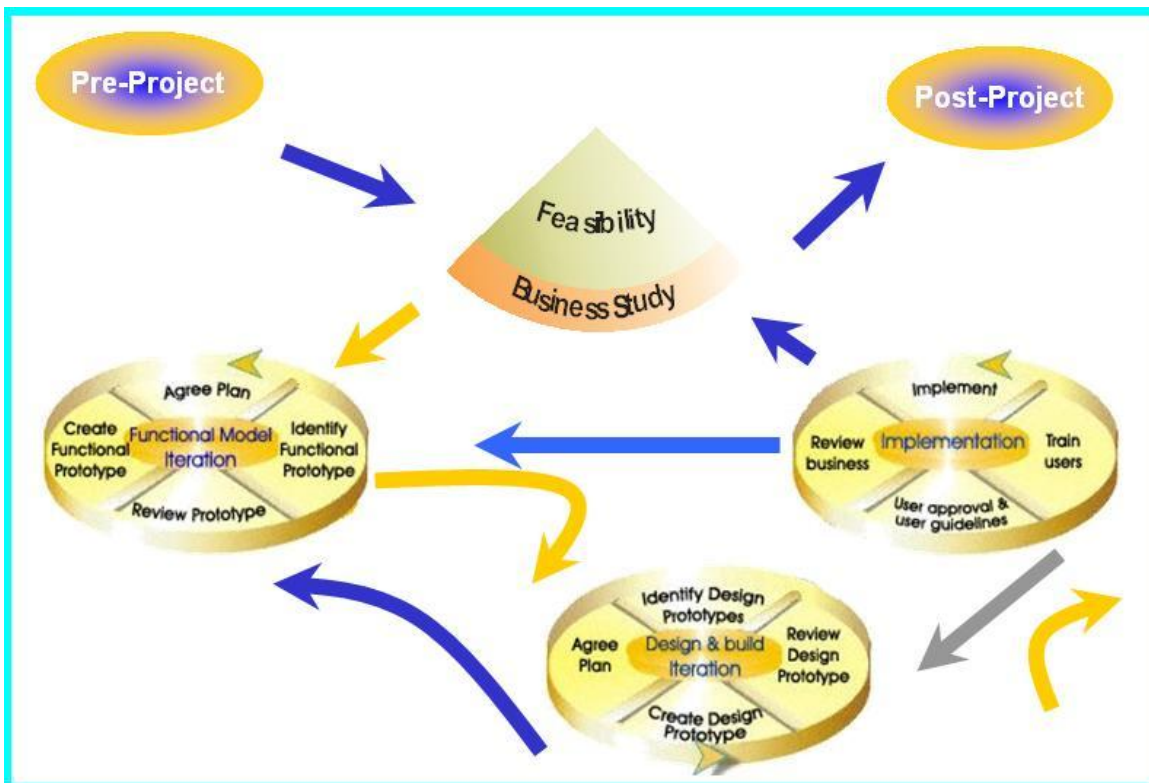 Pre-Project
Post-Project
Feasibility
Business Study
Agree Plan
Create
Functional
Prototype
Functional Model
Iteration
Identify
Functional
Prototype
Review Prototype
Implement
Review
business
Implementation
Train
users
User approval &
user guidelines
Identify Design
Prototypes
Agree
Plan
Design & build
Iteration
Review
Design
Prototype
Create Design
Prototype